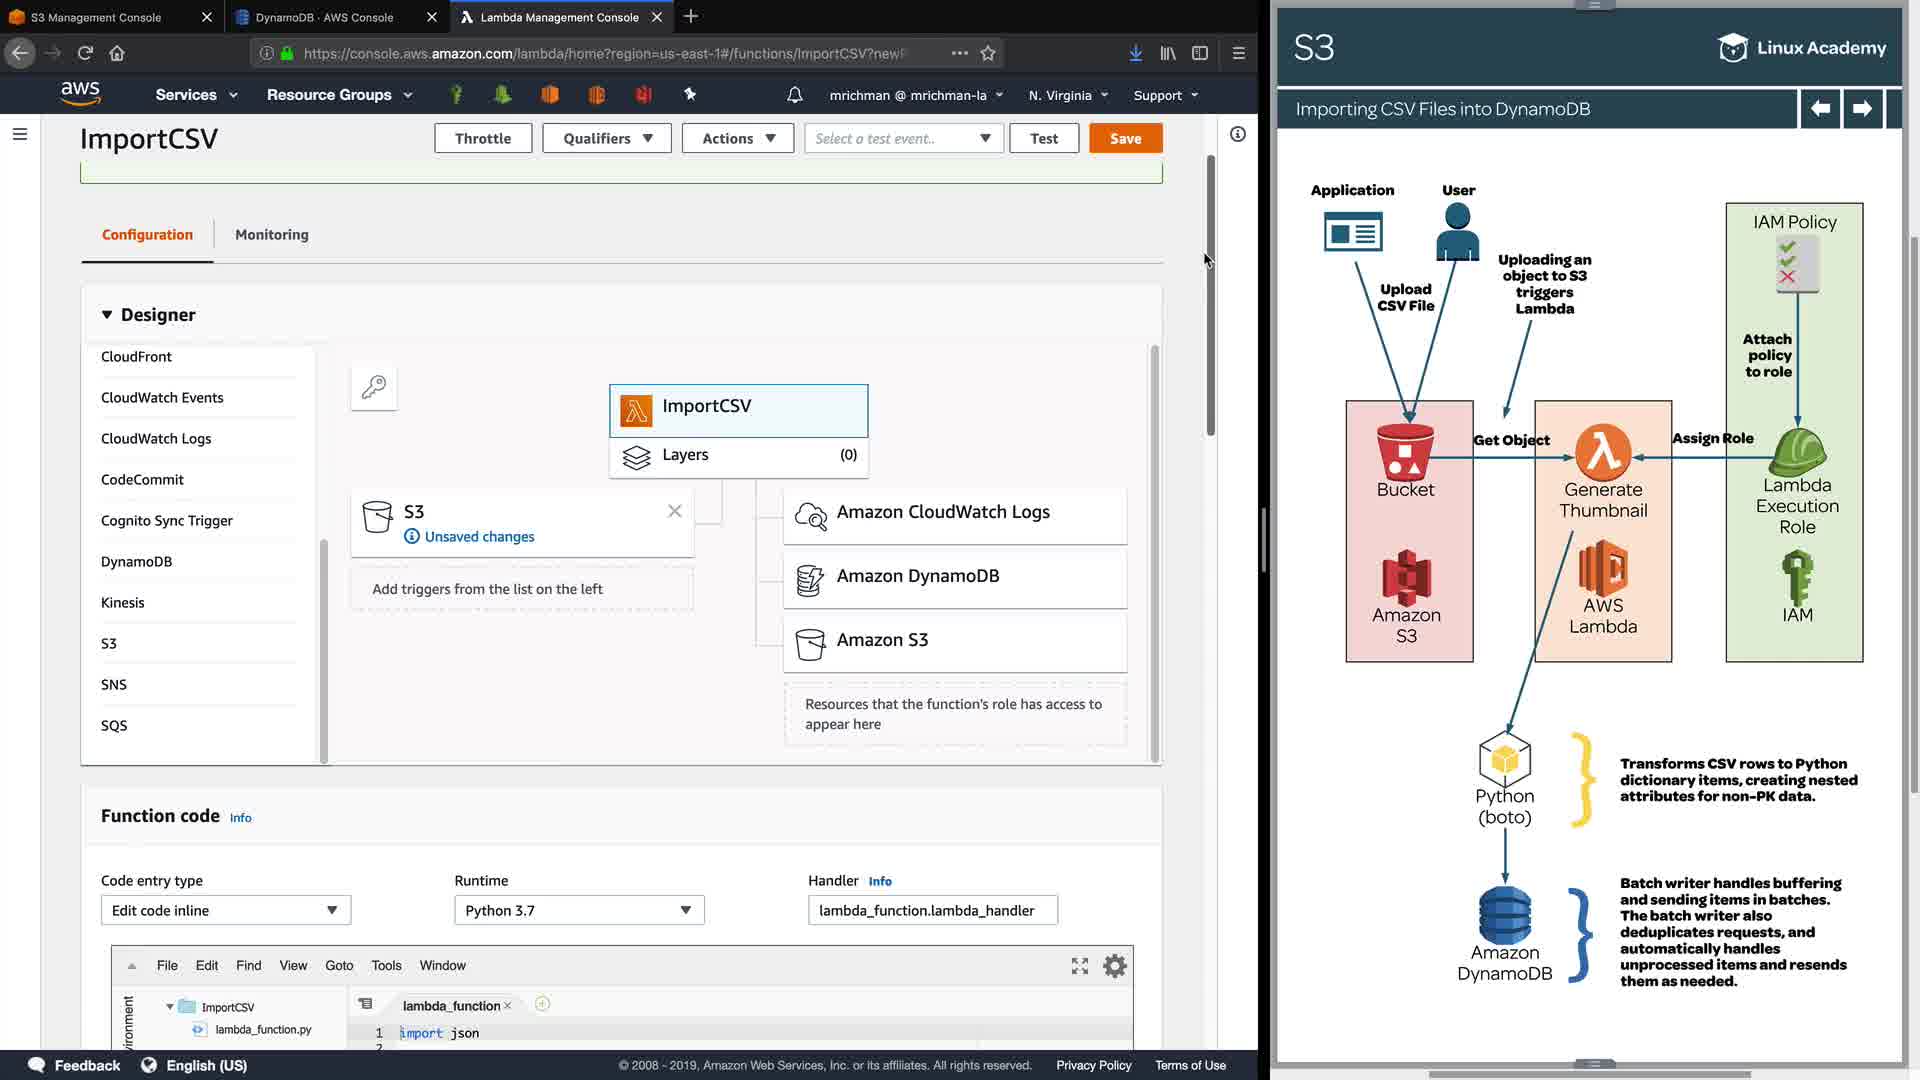 S3 Management Console
DynamoDB · AWS Console
Lambda Management Console
https://console.aws.amazon.com/lambda/home?region=us-east-1#/functions/ImportCSV?newF
aws
Services
Resource Groups
mrichman @ mrichman-la
N. Virginia
Support
ImportCSV
Throttle
Qualifiers
Actions
Select a test event..
Test
Save
Configuration
Monitoring
Designer
CloudFront
CloudWatch Events
CloudWatch Logs
CodeCommit
Cognito Sync Trigger
DynamoDB
Kinesis
S3
SNS
SQS
ImportCSV
Layers (0)
S3
Unsaved changes
Add triggers from the list on the left
Amazon CloudWatch Logs
Amazon DynamoDB
Amazon S3
Resources that the function's role has access to
appear here
Function code Info
Code entry type
Edit code inline
Runtime
Python 3.7
Handler Info
lambda_function.lambda_handler
File Edit Find View Goto Tools Window
ImportCSV
lambda_function.py
lambda_function
1 import json
2
Feedback
English (US)
© 2008 - 2019, Amazon Web Services, Inc. or its affiliates. All rights reserved.
Privacy Policy
Terms of Use
S3
Linux Academy
Importing CSV Files into DynamoDB
Application
User
Upload
CSV File
Uploading an
object to S3
triggers
Lambda
IAM Policy
Attach
policy
to role
Get Object
Assign Role
Bucket
Generate
Thumbnail
Lambda
Execution
Role
Amazon
S3
AWS
Lambda
IAM
Python
(boto)
Transforms CSV rows to Python
dictionary items, creating nested
attributes for non-PK data.
Amazon
DynamoDB
Batch writer handles buffering
and sending items in batches.
The batch writer also
deduplicates requests, and
automatically handles
unprocessed items and resends
them as needed.